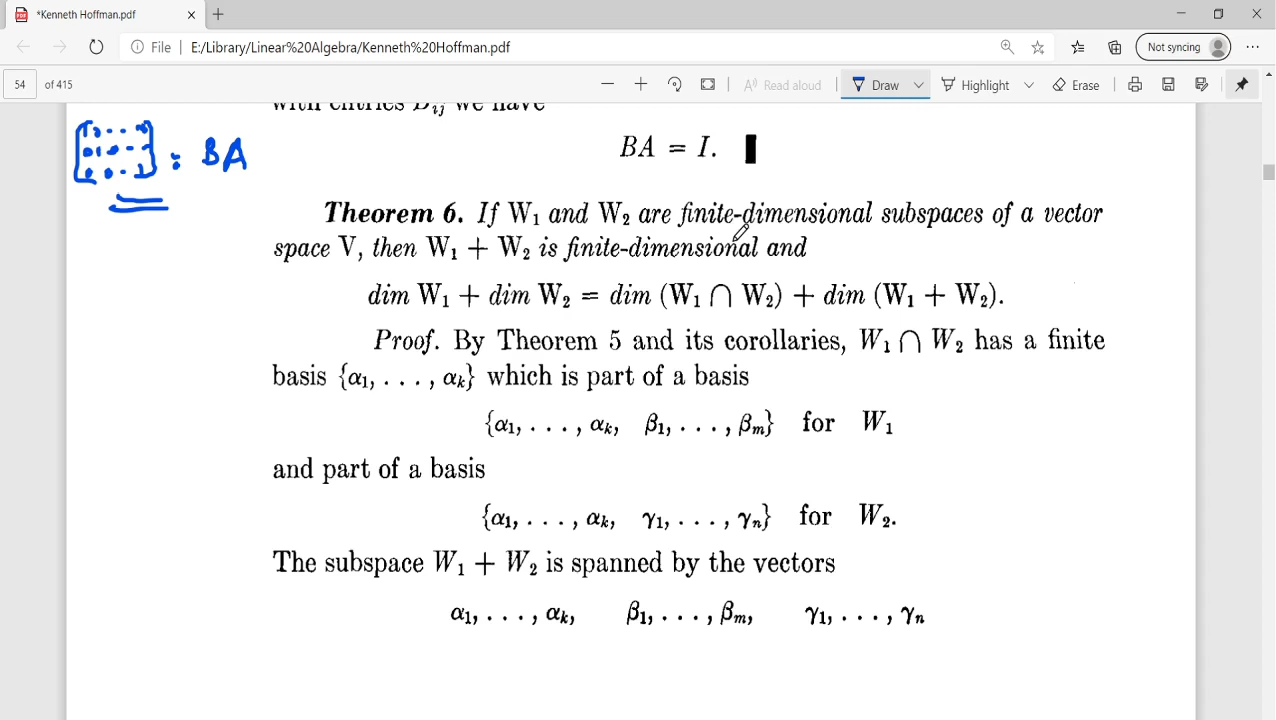 *Kenneth Hoffman.pdf
File | E:/Library/Linear%20Algebra/Kenneth%20Hoffman.pdf
Not syncing
54 of 415
Read aloud
Draw
Highlight
Erase
with entries Bij we have
BA = I.
= BA
Theorem 6. If W₁ and W₂ are finite-dimensional subspaces of a vector
space V, then W₁ + W₂ is finite-dimensional and
dim W₁ + dim W₂ = dim (W₁ ∩ W₂) + dim (W₁ + W₂).
Proof. By Theorem 5 and its corollaries, W₁ ∩ W₂ has a finite
basis {α₁, . . . , αₖ} which is part of a basis
{α₁, . . . , αₖ, β₁, . . . , βₘ} for W₁
and part of a basis
{α₁, . . . , αₖ, γ₁, . . . , γₙ} for W₂.
The subspace W₁ + W₂ is spanned by the vectors
α₁, . . . , αₖ, β₁, . . . , βₘ, γ₁, . . . , γₙ